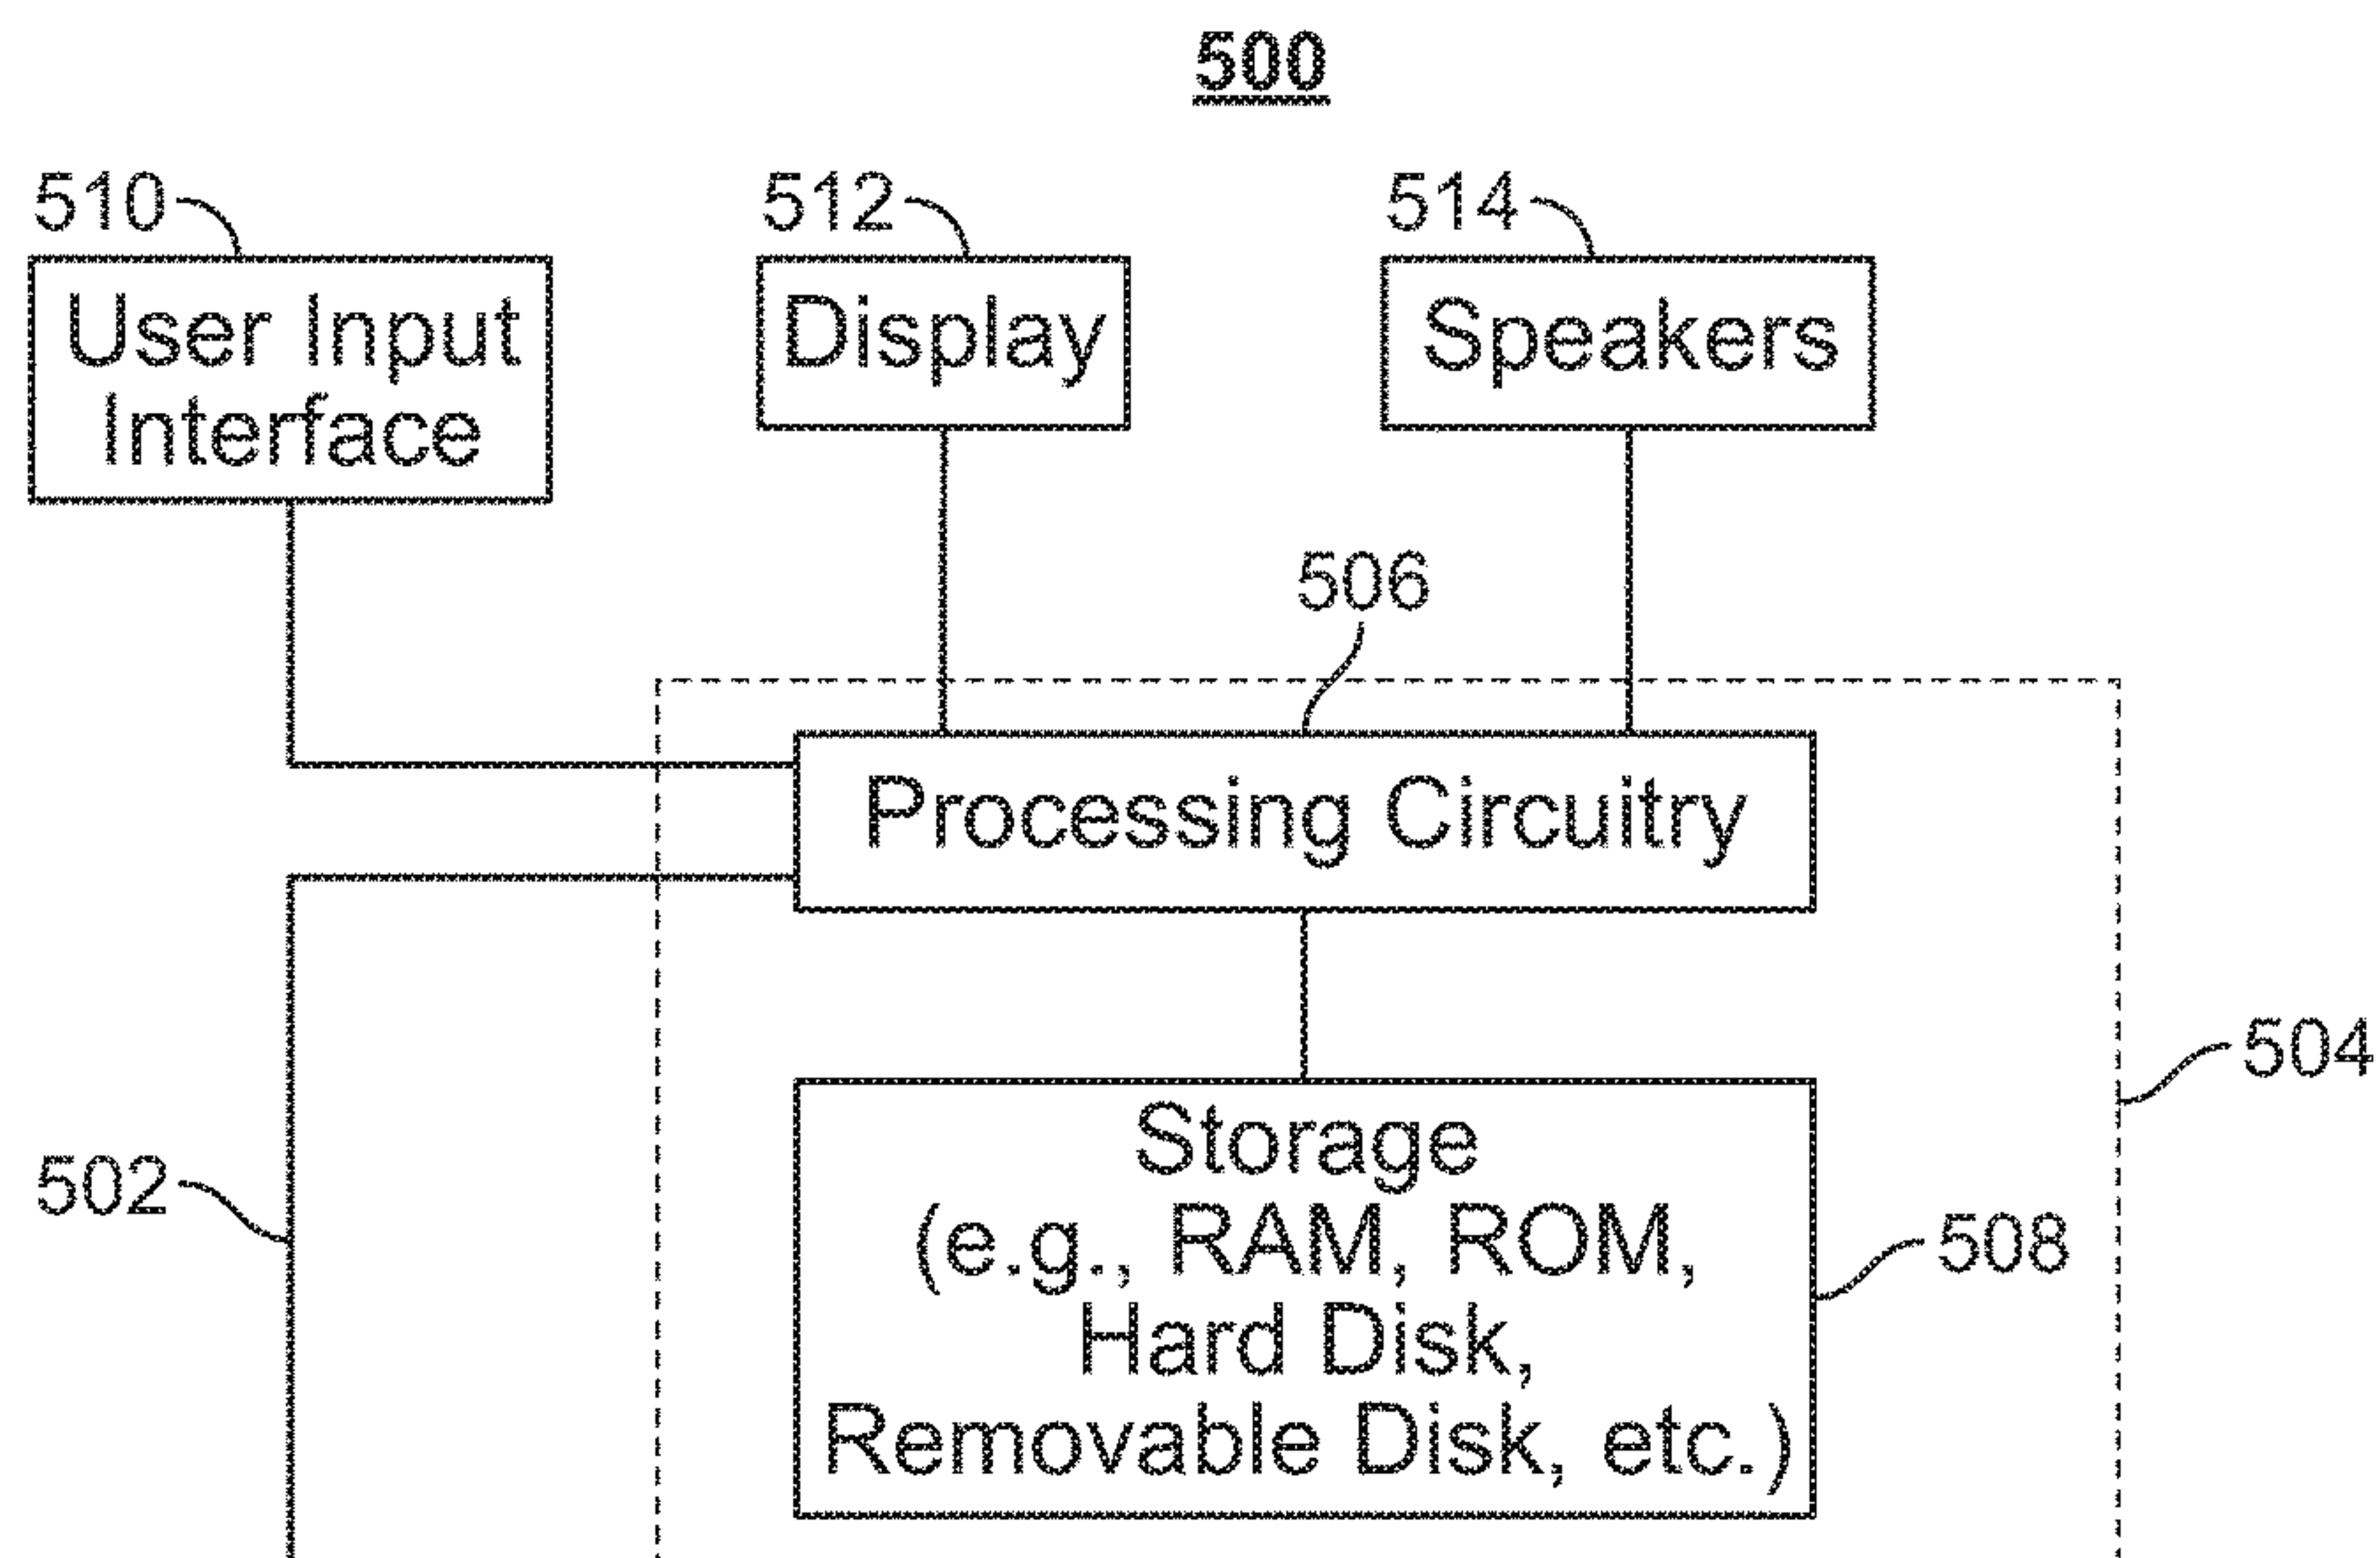 500
510
512
514
User Input
Interface
Display
Speakers
506
Processing Circuitry
504
502
Storage
(e.g., RAM, ROM,
Hard Disk,
Removable Disk, etc.)
508